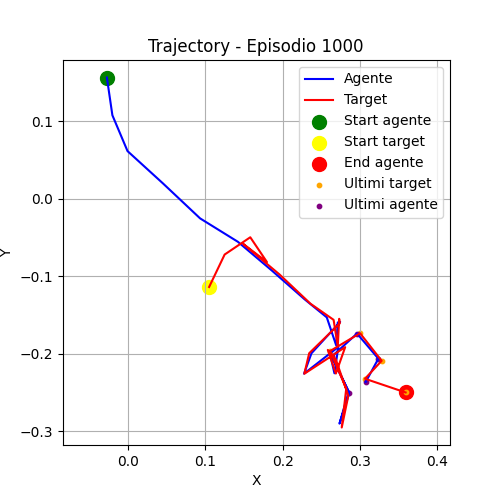 Trajectory - Episodio 1000
Agente
Target
Start agente
Start target
End agente
Ultimi target
Ultimi agente
Y
0.1
0.0
−0.1
−0.2
−0.3
0.0
0.1
0.2
0.3
0.4
X